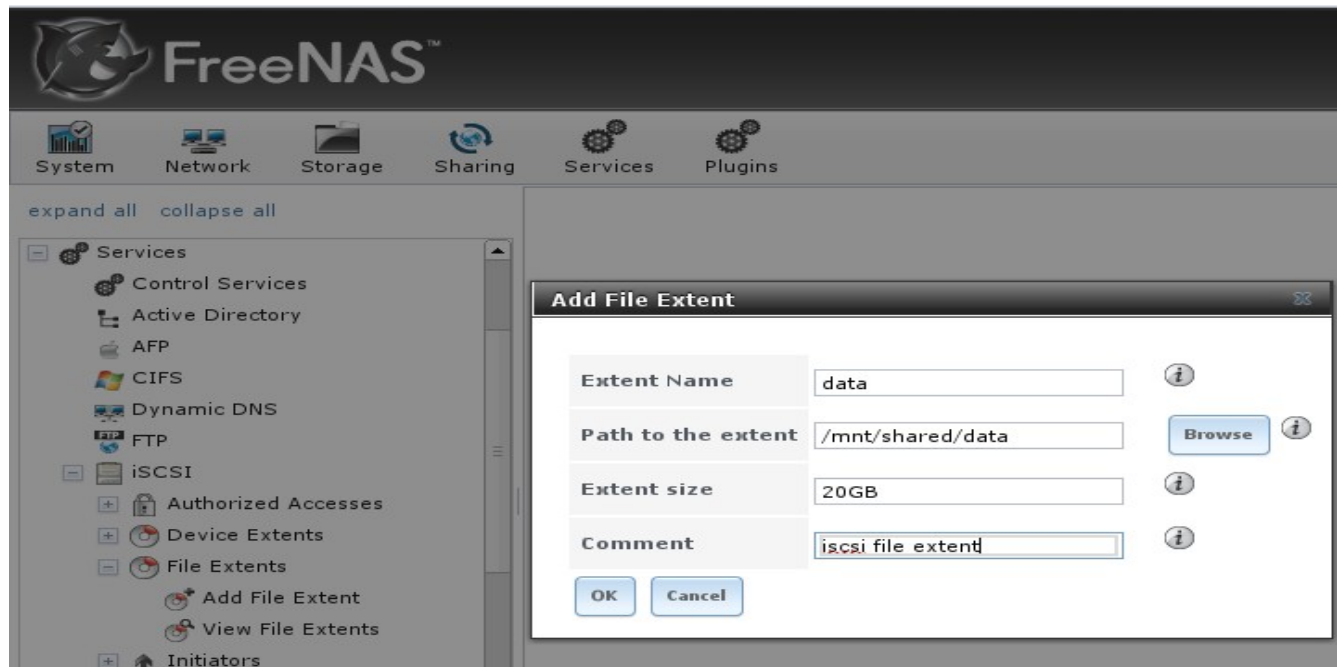 FreeNAS™
System Network Storage Sharing Services Plugins
expand all collapse all
Services
Control Services
Active Directory
AFP
CIFS
Dynamic DNS
FTP
iSCSI
Authorized Accesses
Device Extents
File Extents
Add File Extent
View File Extents
Initiators
Add File Extent
Extent Name data
Path to the extent /mnt/shared/data Browse
Extent size 20GB
Comment iscsi file extent
OK Cancel